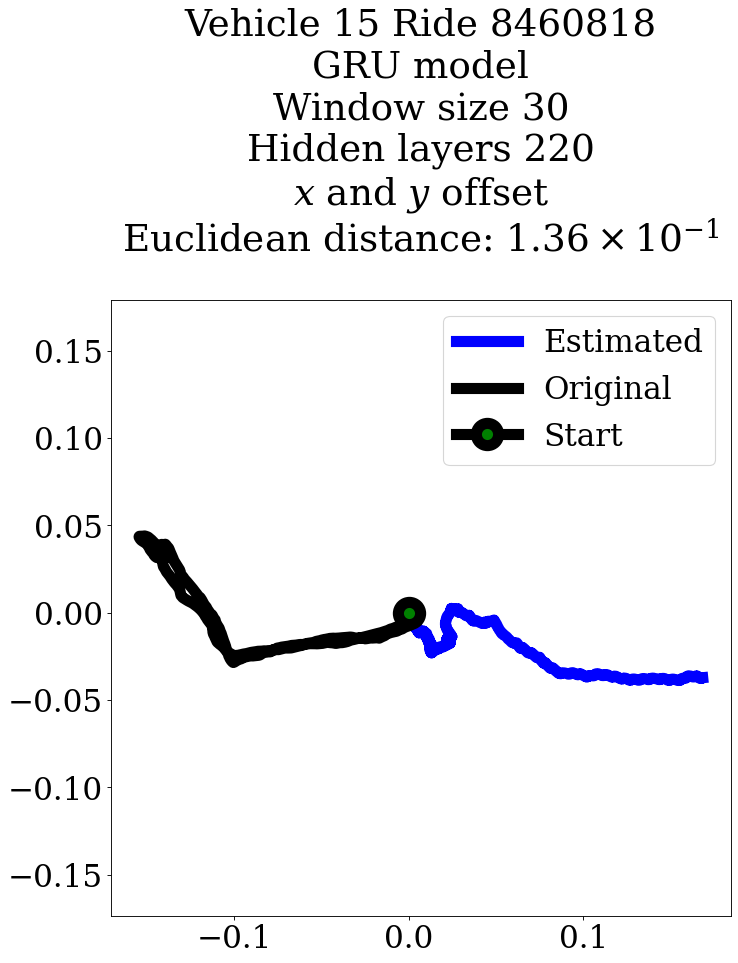 Vehicle 15 Ride 8460818
GRU model
Window size 30
Hidden layers 220
x and y offset
Euclidean distance: 1.36 × 10⁻¹
Estimated
Original
Start
0.15
0.10
0.05
0.00
−0.05
−0.10
−0.15
−0.1 0.0 0.1